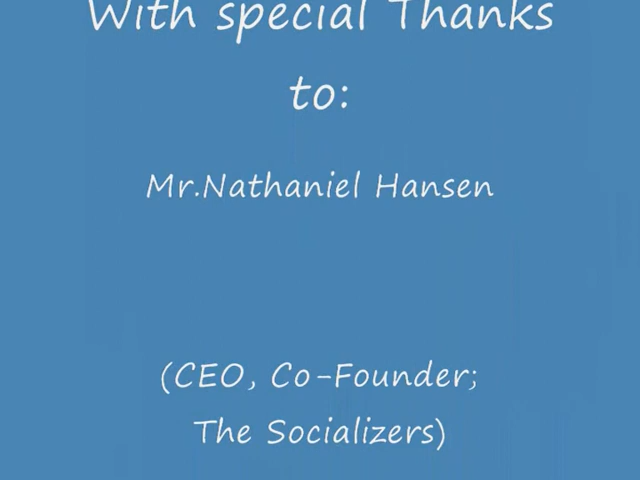 With special Thanks
to:
Mr.Nathaniel Hansen
(CEO, Co-Founder;
The Socializers)